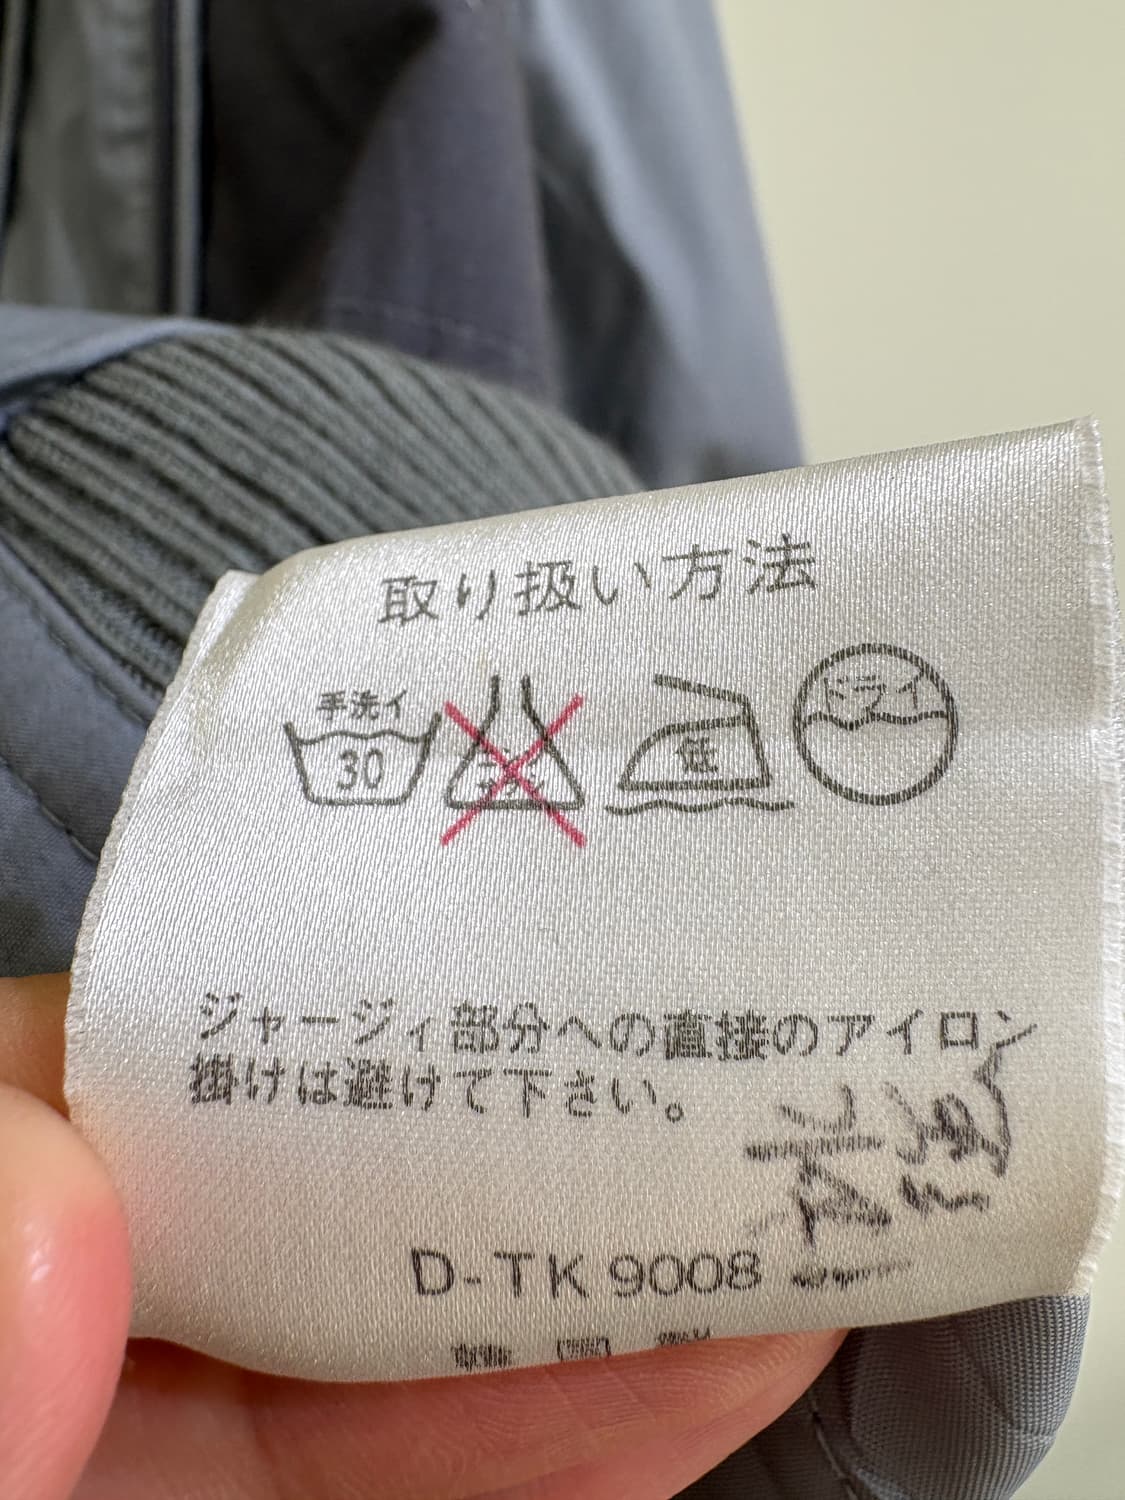 取り扱い方法
手洗イ
30
低
ドライ
ジャージィ部分への直接のアイロン
掛けは避けて下さい。
D-TK 9008